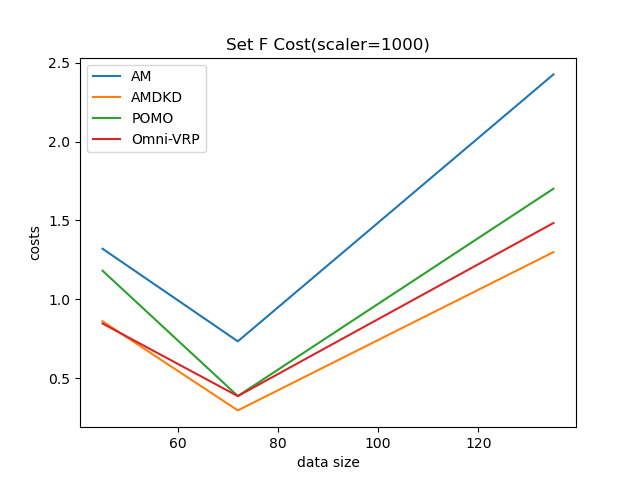 Set F Cost(scaler=1000)
AM
AMDKD
POMO
Omni-VRP
2.5
2.0
1.5
1.0
0.5
costs
60 80 100 120
data size